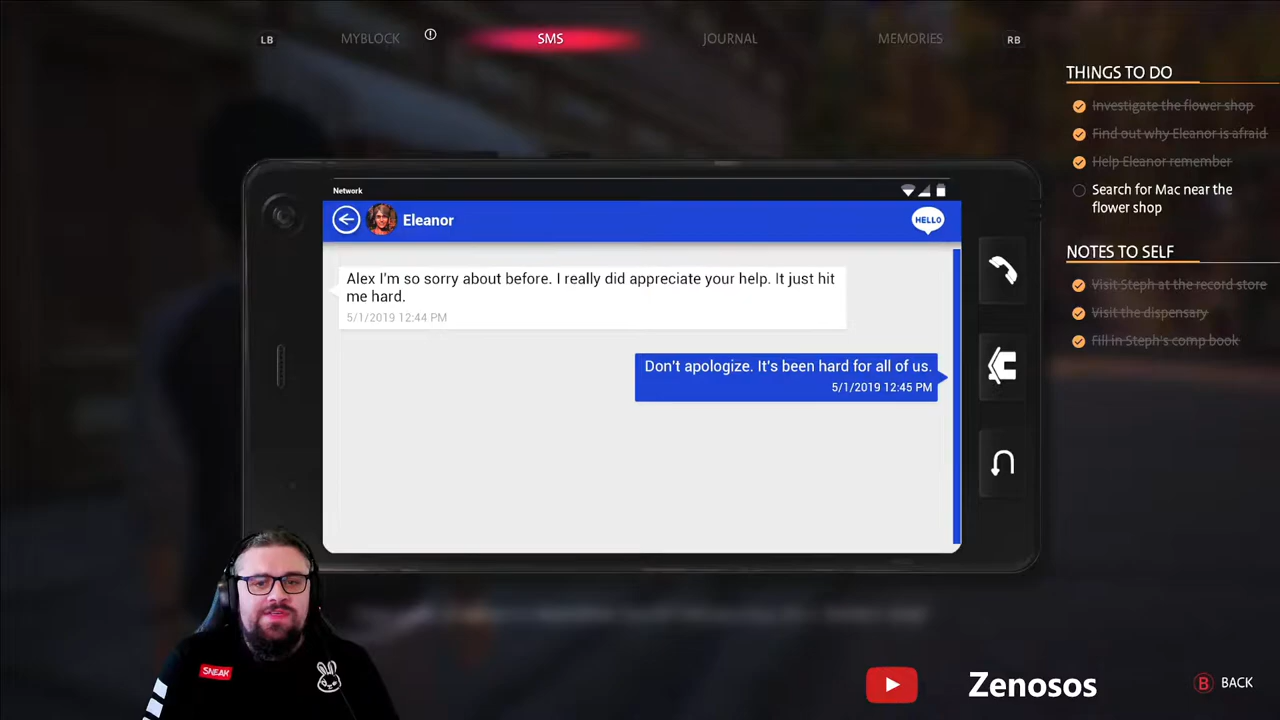 LB
MYBLOCK
SMS
JOURNAL
MEMORIES
RB
THINGS TO DO
Investigate the flower shop
Find out why Eleanor is afraid
Help Eleanor remember
Search for Mac near the
flower shop
NOTES TO SELF
Visit Steph at the record store
Visit the dispensary
Fill in Steph's comp book
Network
Eleanor
HELLO
Alex I'm so sorry about before. I really did appreciate your help. It just hit
me hard.
5/1/2019 12:44 PM
Don't apologize. It's been hard for all of us.
5/1/2019 12:45 PM
SNEAK
Zenosos
B BACK